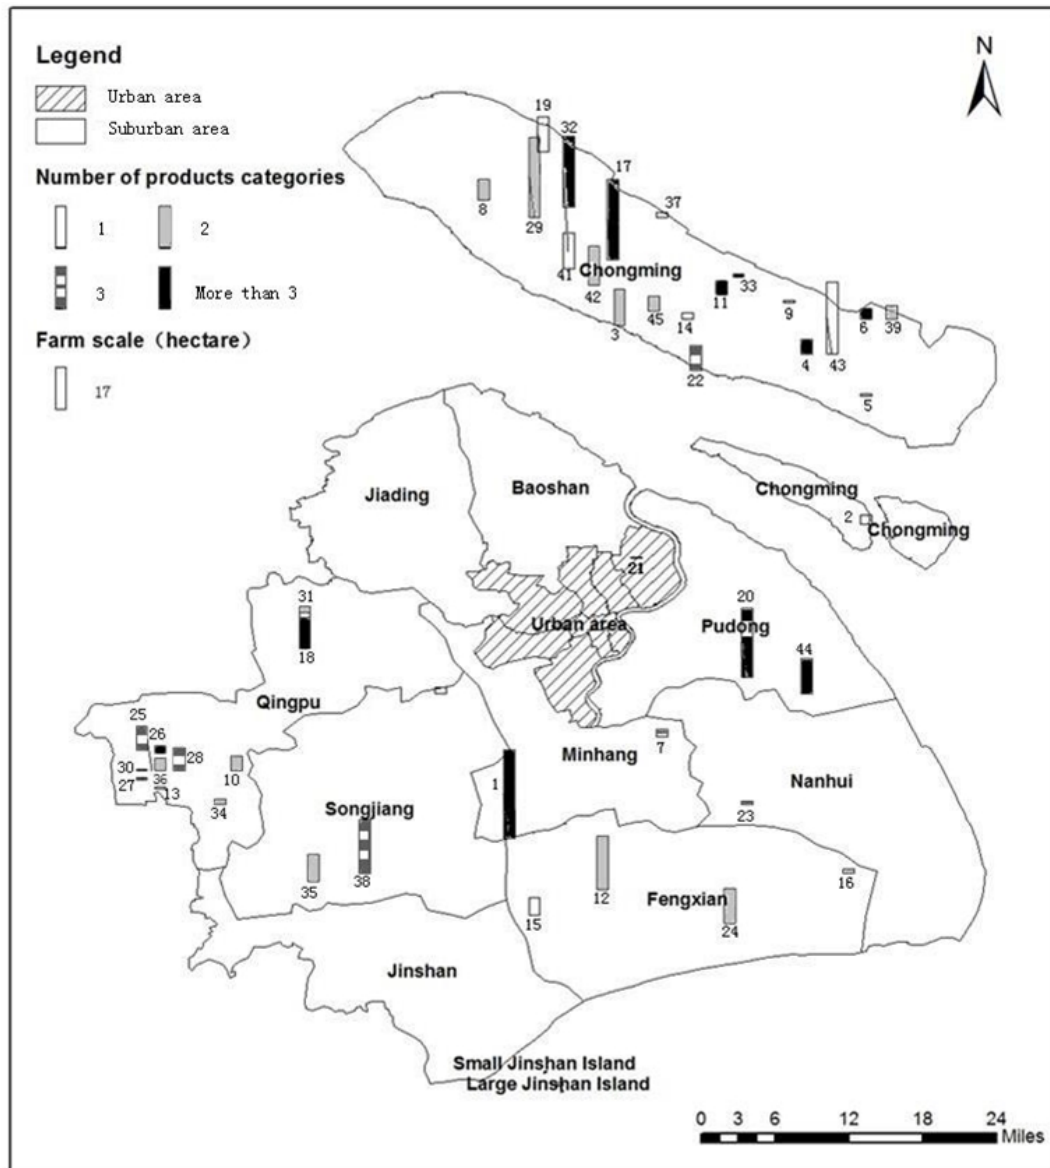 Legend
Urban area
Suburban area
Number of products categories
1
2
3
More than 3
Farm scale（hectare）
17
N
19
32
17
8
29
37
41
Chongming
42
33
11
3
45
14
9
6
39
22
4
43
5
Jiading
Baoshan
Chongming
2
Chongming
21
31
Urban area
20
Pudong
18
44
Qingpu
25
26
28
30
27
36
13
10
34
Minhang
7
Nanhui
1
Songjiang
23
35
38
12
Fengxian
16
15
24
Jinshan
Small Jinshan Island
Large Jinshan Island
0 3 6 12 18 24
Miles